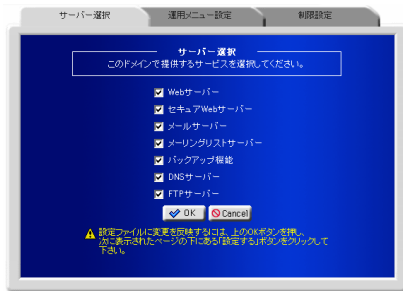 サーバー選択 運用メニュー設定 制限設定
サーバー選択
このドメインで提供するサービスを選択してください。
Webサーバー
セキュアWebサーバー
メールサーバー
メーリングリストサーバー
バックアップ機能
DNSサーバー
FTPサーバー
OK Cancel
設定ファイルに変更を反映するには、上のOKボタンを押し、
次に表示されたページの下にある「設定する」ボタンをクリックして
下さい。